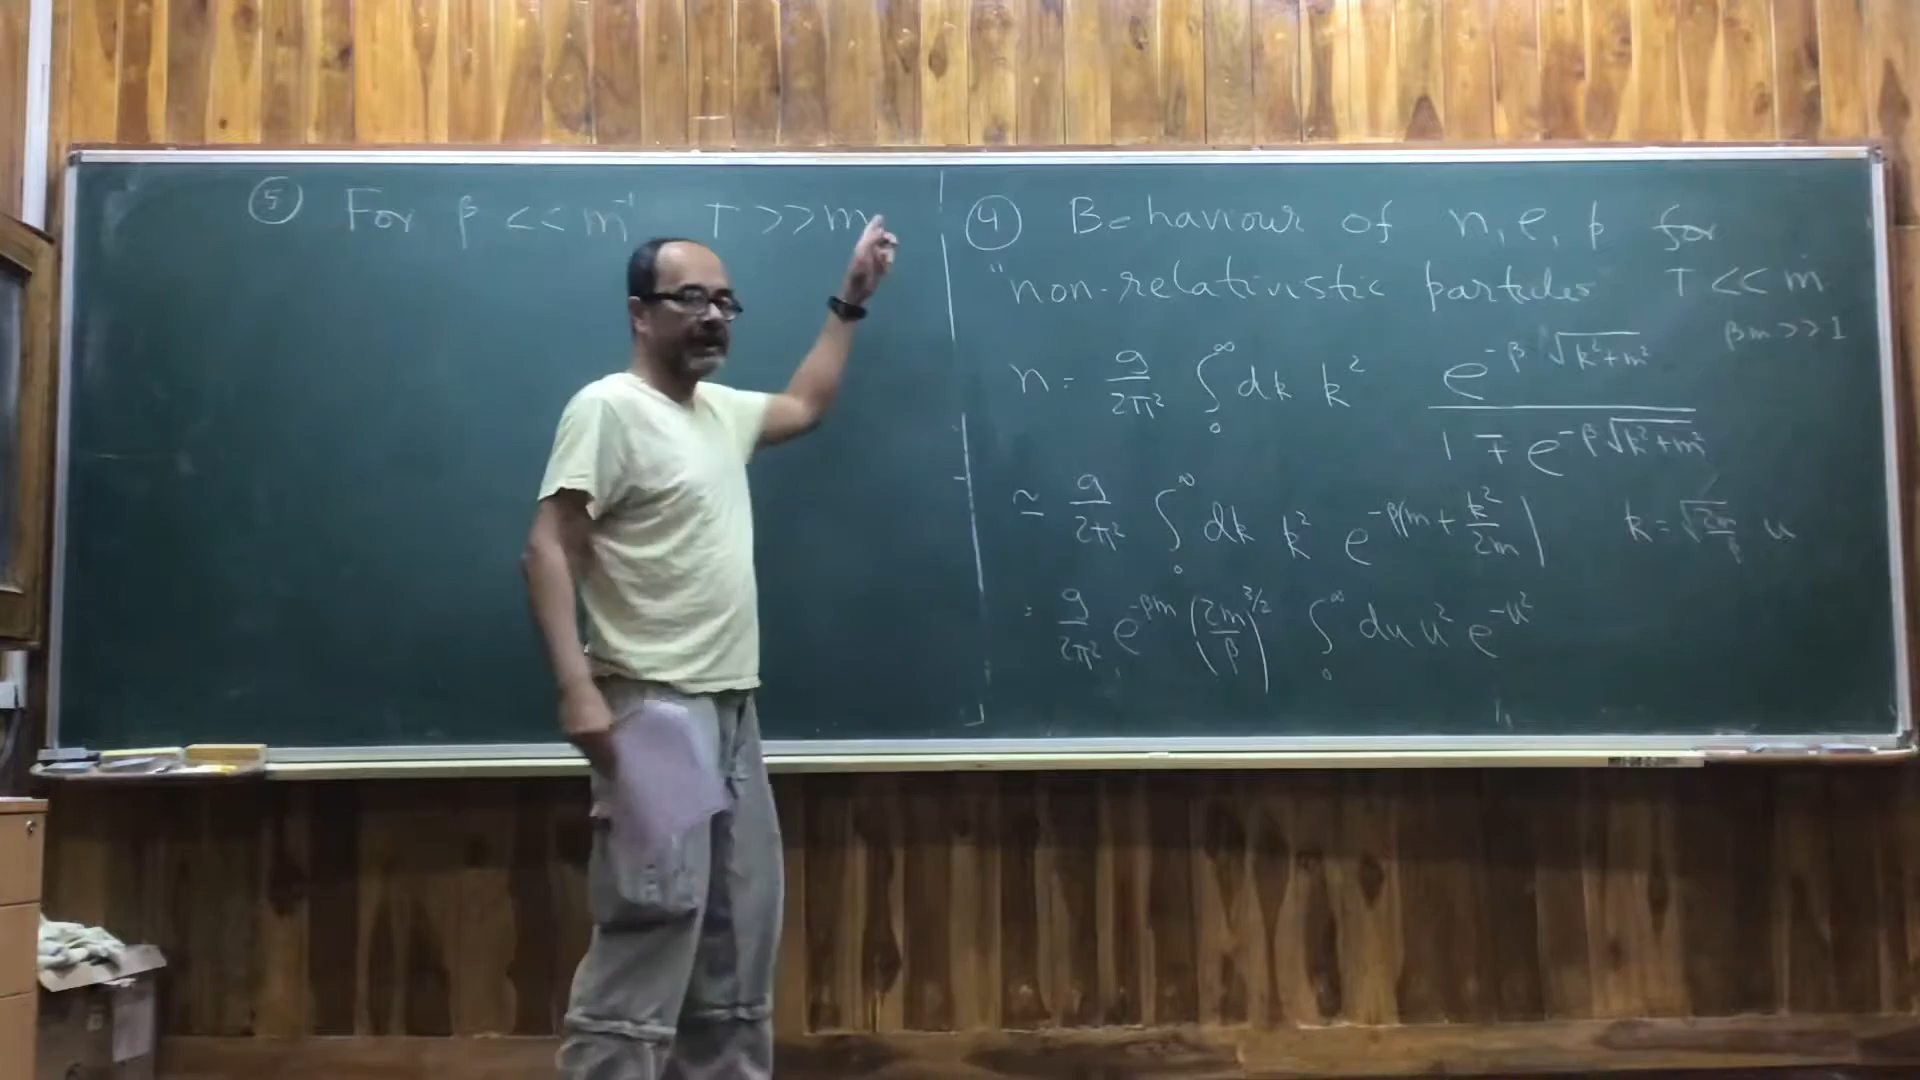 ⑤ For β << m⁻¹ T >> m
④ Behaviour of n, e, p for
"non-relativistic particles" T << m
βm >> 1
n = g/2π² ∫₀^∞ dk k² e^{-β√(k²+m²)} / (1 ∓ e^{-β√(k²+m²)})
≃ g/2π² ∫₀^∞ dk k² e^{-β(m + k²/2m)} k = √(2m/β) u
= g/2π² e^{-βm} (2m/β)^{3/2} ∫₀^∞ du u² e^{-u²}